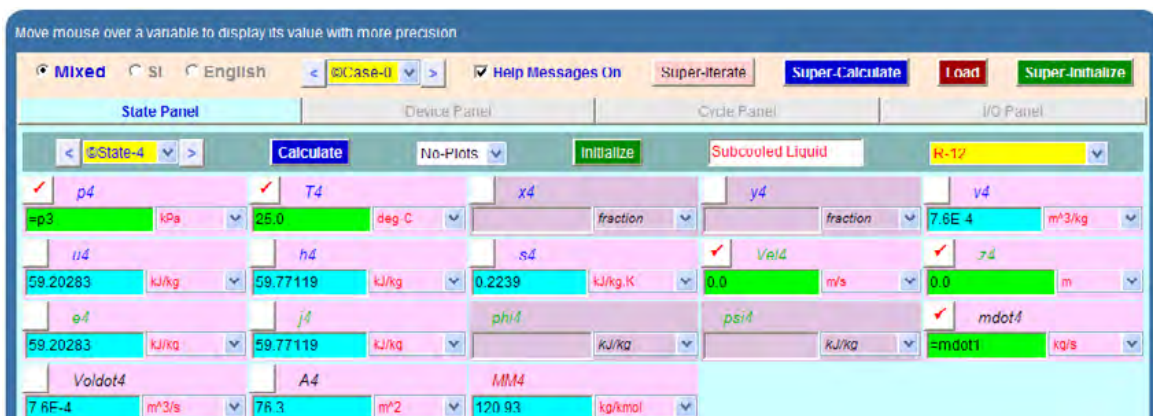 Move mouse over a variable to display its value with more precision
Mixed SI English < ©Case-0 > Help Messages On Super-Iterate Super-Calculate Load Super-Initialize
State Panel Device Panel Cycle Panel I/O Panel
< ©State-4 > Calculate No-Plots Initialize Subcooled Liquid R-12
p4 T4 x4 y4 v4
=p3 kPa 25.0 deg-C fraction fraction 7.6E-4 m^3/kg
u4 h4 s4 Vel4 z4
59.20283 kJ/kg 59.77119 kJ/kg 0.2239 kJ/kg.K 0.0 m/s 0.0 m
e4 j4 phi4 psi4 mdot4
59.20283 kJ/kg 59.77119 kJ/kg kJ/kg kJ/kg =mdot1 kg/s
Voldot4 A4 MM4
7.6E-4 m^3/s 76.3 m^2 120.93 kg/kmol